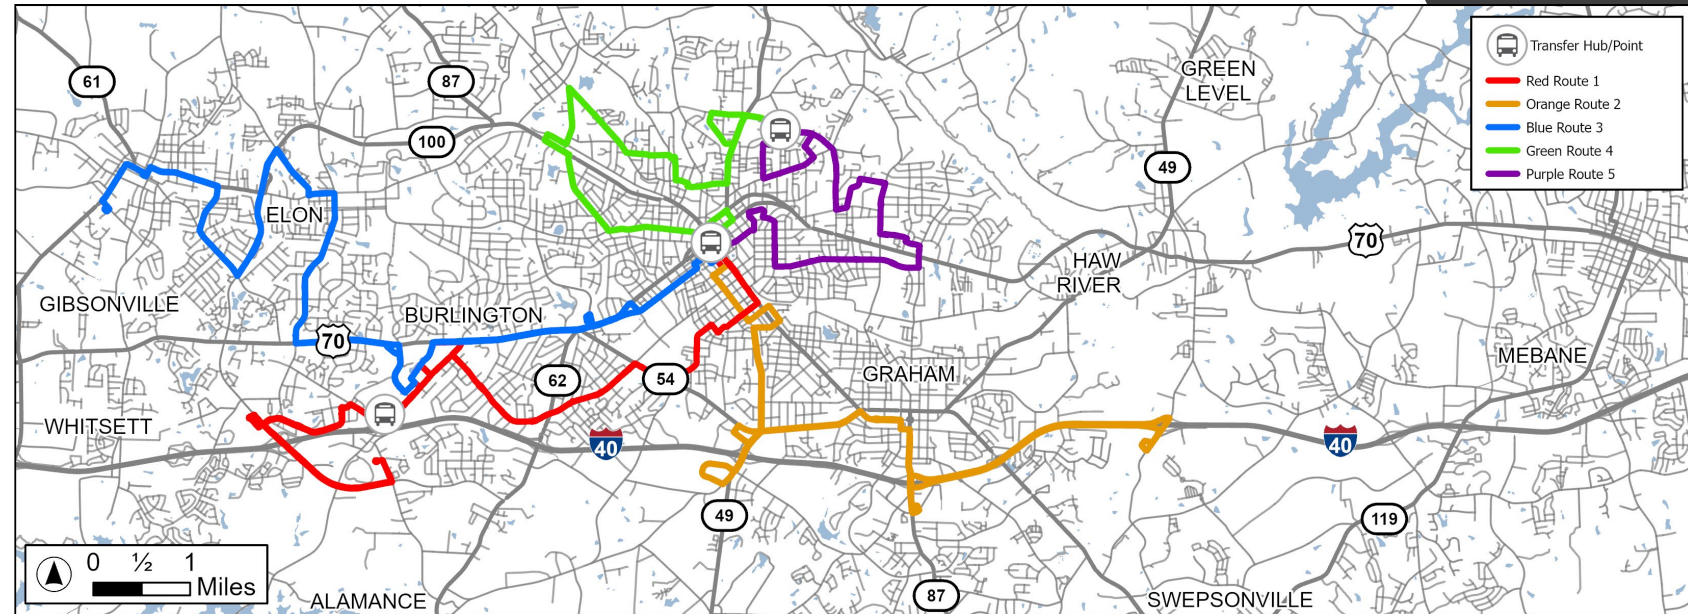 61
87
100
GREEN
LEVEL
49
ELON
70
HAW
RIVER
GIBSONVILLE
BURLINGTON
70
62
54
GRAHAM
MEBANE
WHITSETT
40
40
49
119
87
ALAMANCE
SWEPSONVILLE
Transfer Hub/Point
Red Route 1
Orange Route 2
Blue Route 3
Green Route 4
Purple Route 5
0 ½ 1
Miles